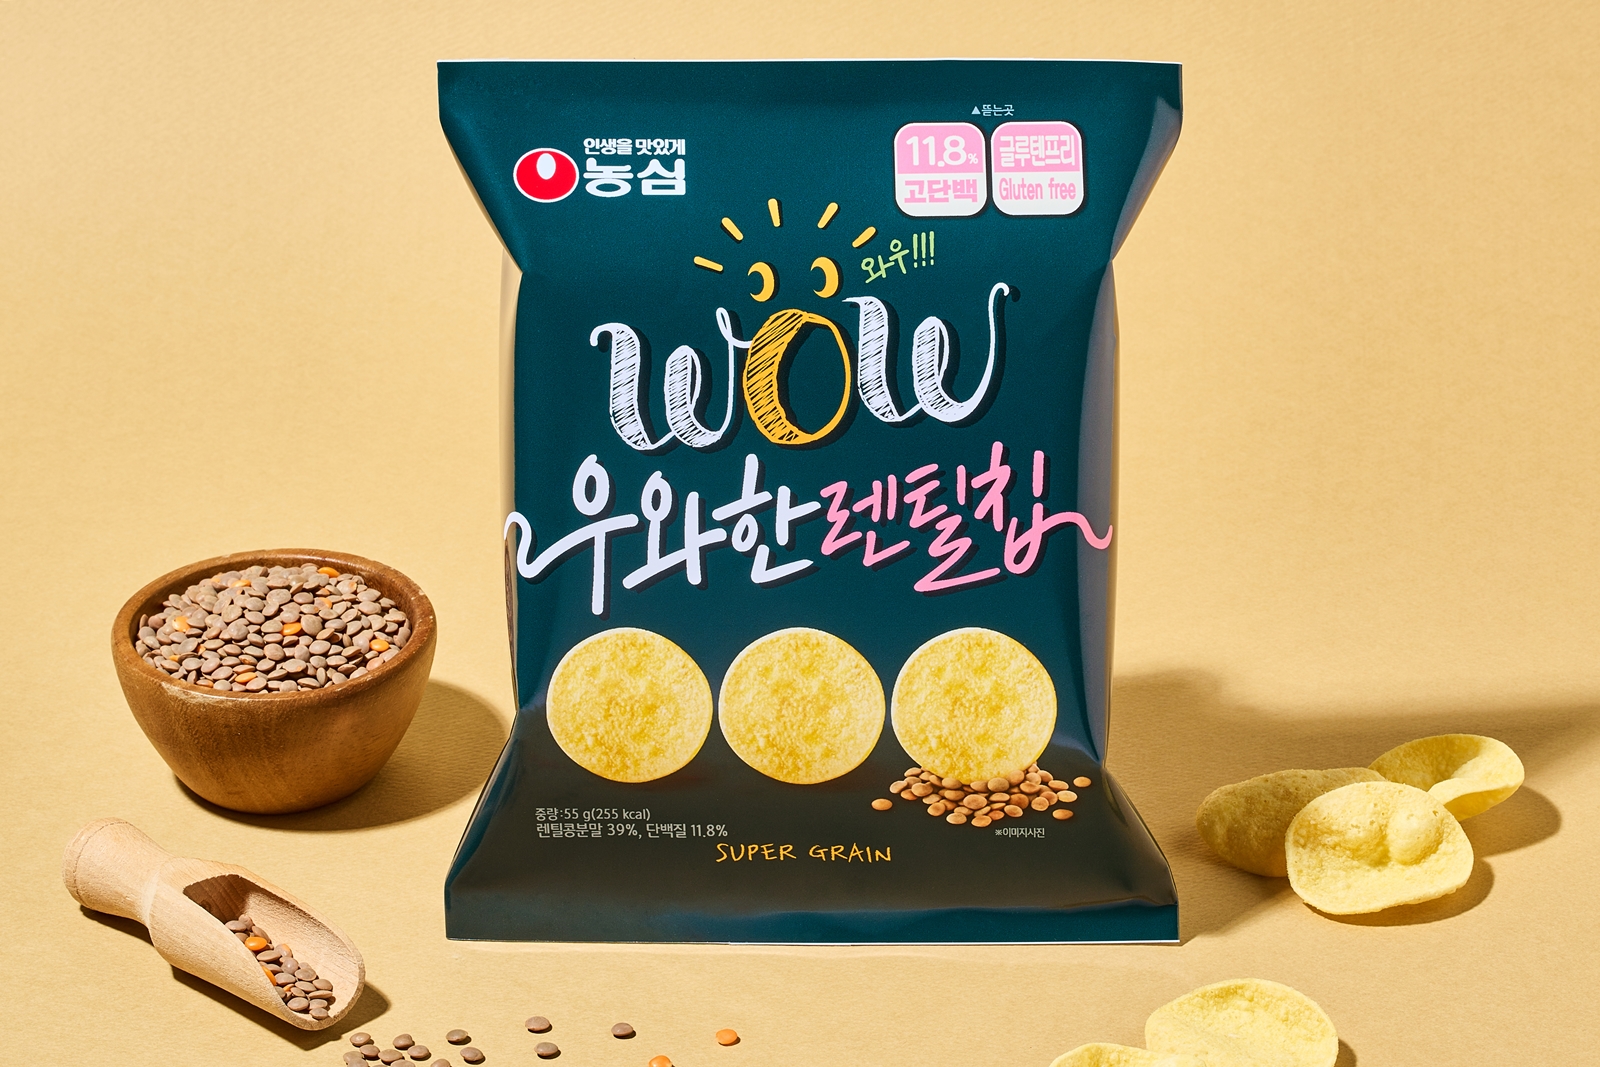 ▲뜯는곳
인생을 맛있게
농심
11.8%
고단백
글루텐프리
Gluten free
와우!!!
wow
우와한렌틸칩
중량:55 g(255 kcal)
렌틸콩분말 39%, 단백질 11.8%
※이미지사진
SUPER GRAIN